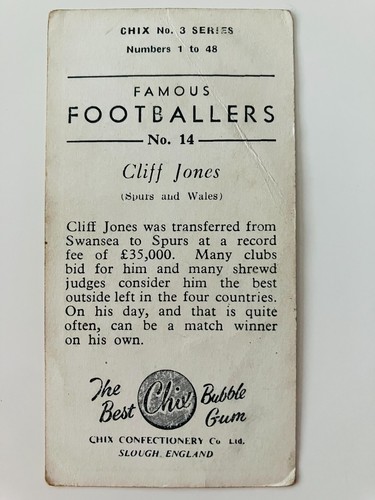 CHIX No. 3 SERIES
Numbers 1 to 48
FAMOUS
FOOTBALLERS
No. 14
Cliff Jones
(Spurs and Wales)
Cliff Jones was transferred from
Swansea to Spurs at a record
fee of £35,000. Many clubs
bid for him and many shrewd
judges consider him the best
outside left in the four countries.
On his day, and that is quite
often, can be a match winner
on his own.
The Best Chix Bubble Gum
CHIX CONFECTIONERY Co Ltd.
SLOUGH, ENGLAND